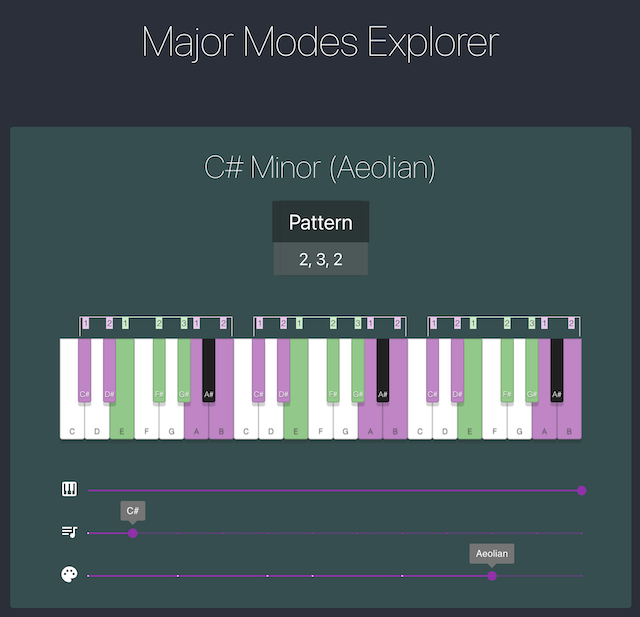 Major Modes Explorer
C# Minor (Aeolian)
Pattern
2, 3, 2
1 2 1 2 3 1 2 1 2 1 2 3 1 2 1 2 1 2 3 1 2
C# D# F# G# A# C# D# F# G# A# C# D# F# G# A#
C D E F G A B C D E F G A B C D E F G A B
C#
Aeolian